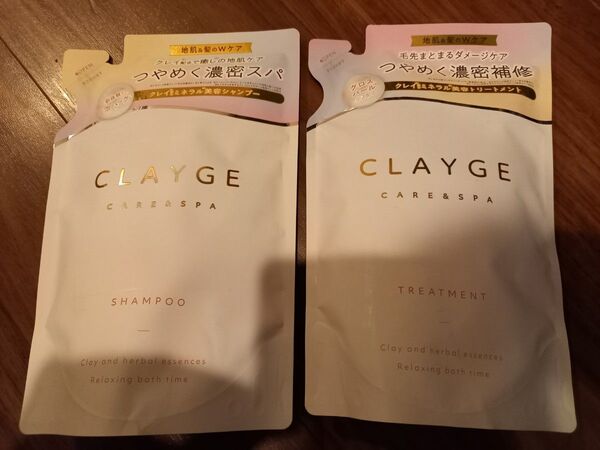 OPEN
地肌&髪のWケア
クレイ配合で癒しの地肌ケア
つやめく濃密スパ
クレイ&ミネラル美容シャンプー
CLAYGE
CARE & SPA
SHAMPOO
Clay and herbal essences
Relaxing bath time
OPEN
地肌&髪のWケア
毛先まとまるダメージケア
つやめく濃密補修
クレイ&ミネラル美容トリートメント
CLAYGE
CARE & SPA
TREATMENT
Clay and herbal essences
Relaxing bath time